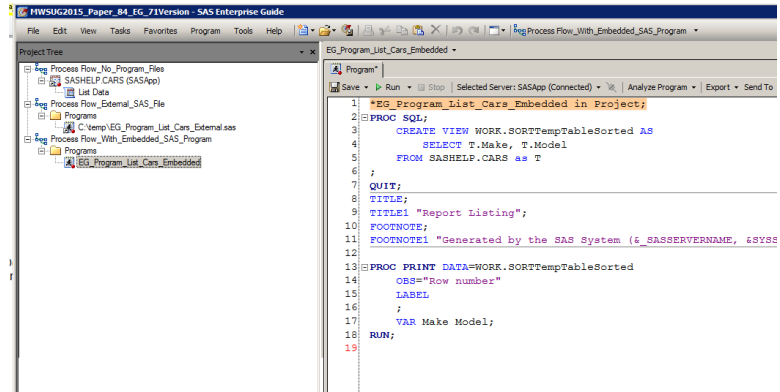 MWSUG2015_Paper_84_EG_71Version - SAS Enterprise Guide
File Edit View Tasks Favorites Program Tools Help
Process Flow_With_Embedded_SAS_Program
Project Tree
Process Flow_No_Program_Files
SASHELP.CARS (SASApp)
List Data
Process Flow_External_SAS_File
Programs
C:\temp\EG_Program_List_Cars_External.sas
Process Flow_With_Embedded_SAS_Program
Programs
EG_Program_List_Cars_Embedded
EG_Program_List_Cars_Embedded
Program*
Save Run Stop Selected Server: SASApp (Connected) Analyze Program Export Send To
1 *EG_Program_List_Cars_Embedded in Project;
2 PROC SQL;
3 CREATE VIEW WORK.SORTTempTableSorted AS
4 SELECT T.Make, T.Model
5 FROM SASHELP.CARS as T
6 ;
7 QUIT;
8 TITLE;
9 TITLE1 "Report Listing";
10 FOOTNOTE;
11 FOOTNOTE1 "Generated by the SAS System (&_SASSERVERNAME, &SYSS
12
13 PROC PRINT DATA=WORK.SORTTempTableSorted
14 OBS="Row number"
15 LABEL
16 ;
17 VAR Make Model;
18 RUN;
19